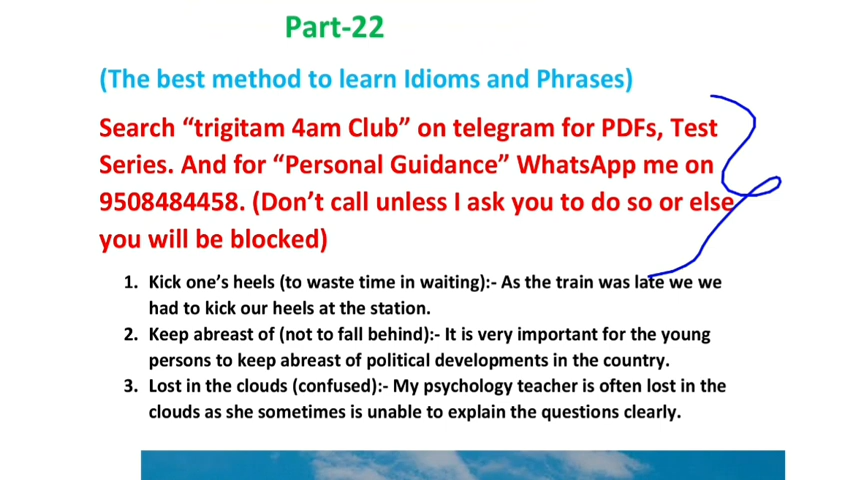 Part-22
(The best method to learn Idioms and Phrases)
Search “trigitam 4am Club” on telegram for PDFs, Test
Series. And for “Personal Guidance” WhatsApp me on
9508484458. (Don’t call unless I ask you to do so or else
you will be blocked)
1. Kick one’s heels (to waste time in waiting):- As the train was late we we
had to kick our heels at the station.
2. Keep abreast of (not to fall behind):- It is very important for the young
persons to keep abreast of political developments in the country.
3. Lost in the clouds (confused):- My psychology teacher is often lost in the
clouds as she sometimes is unable to explain the questions clearly.